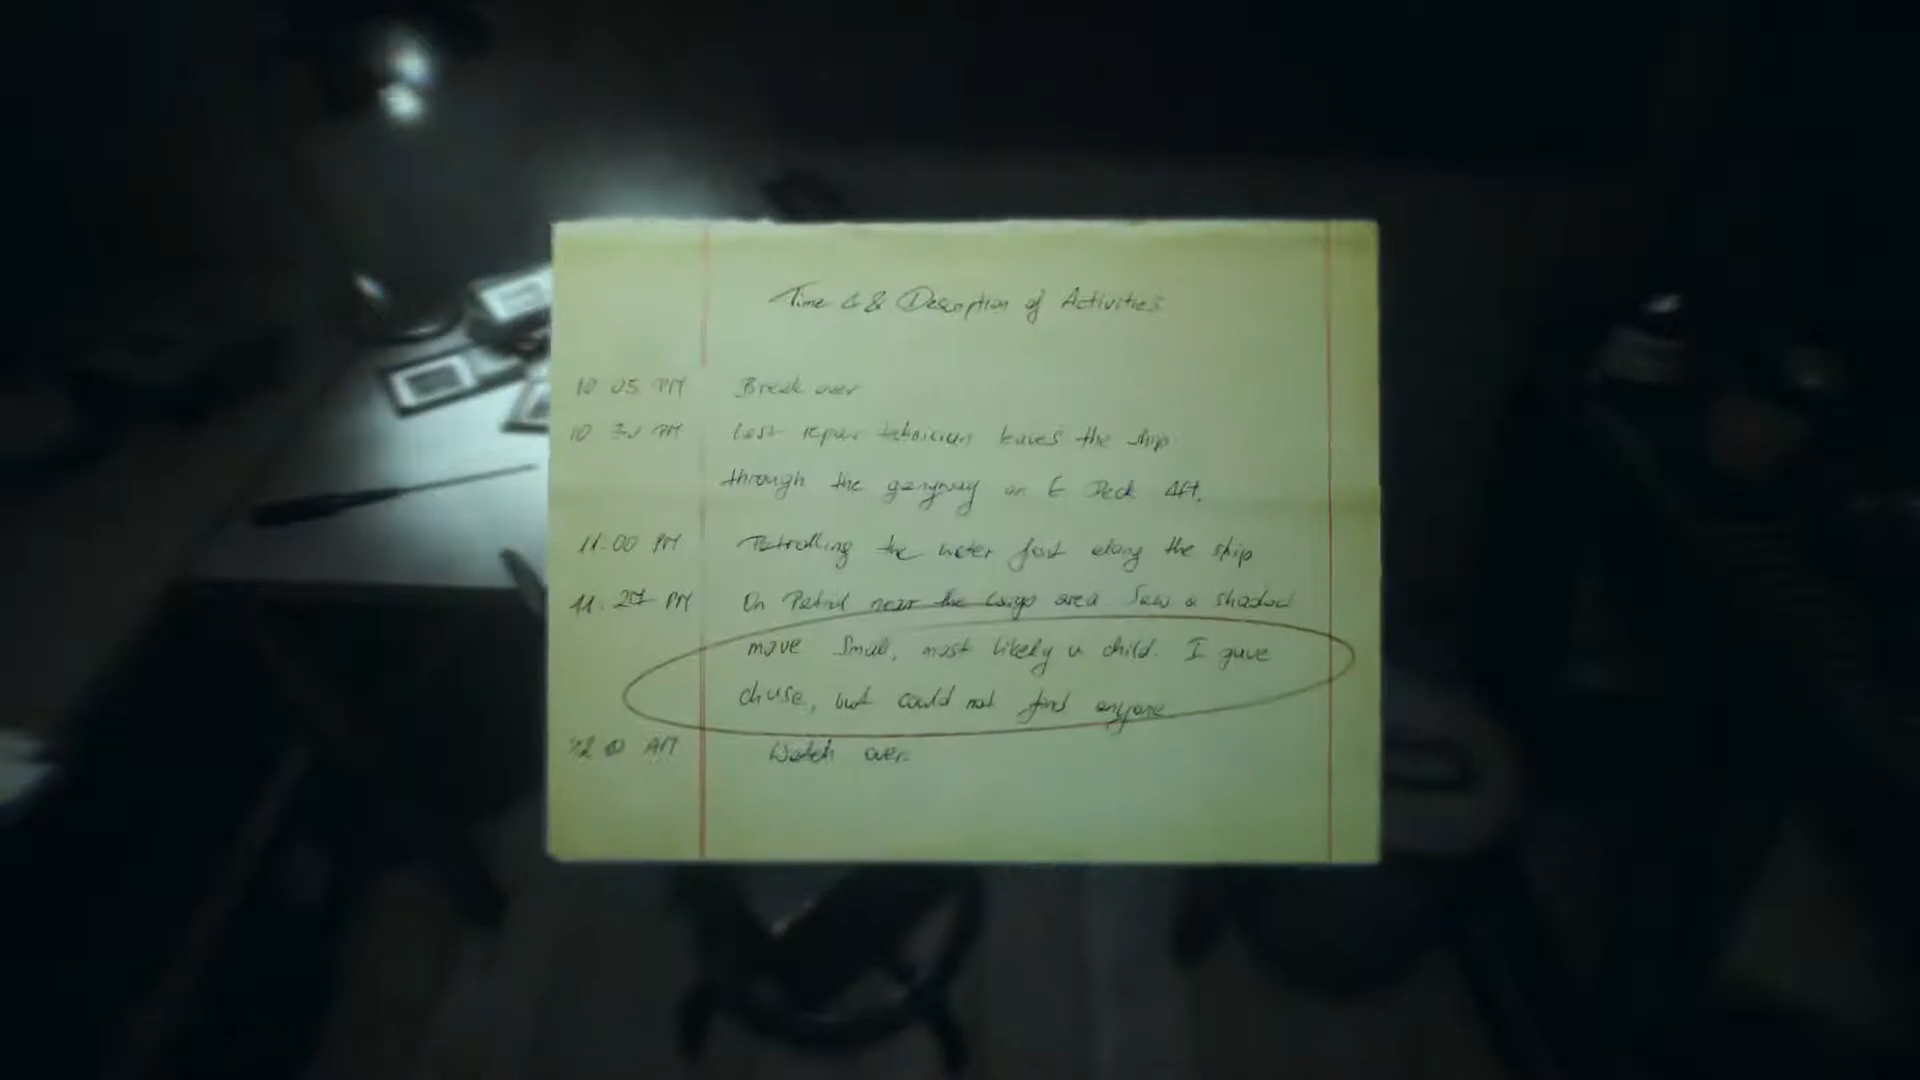 Time & Description of Activities
10 05 PM Break over
10 30 PM Last repair technician leaves the ship
through the gangway on E Deck Aft.
11.00 PM Patrolling the water font along the ship
11.27 PM On Patrol near the cargo area Saw a shadow
move Small, most likely a child. I gave
chase, but could not find anyone
12 AM Watch over